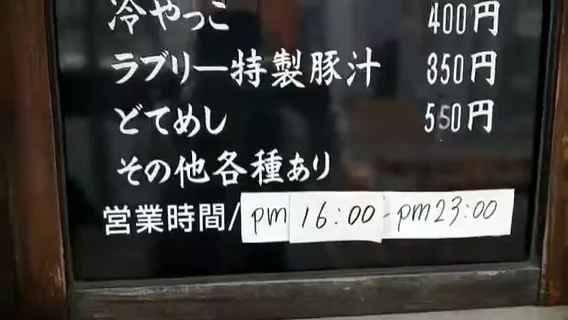 冷やっこ 400円
ラブリー特製豚汁 350円
どてめし 550円
その他各種あり
営業時間/pm 16:00-pm23:00